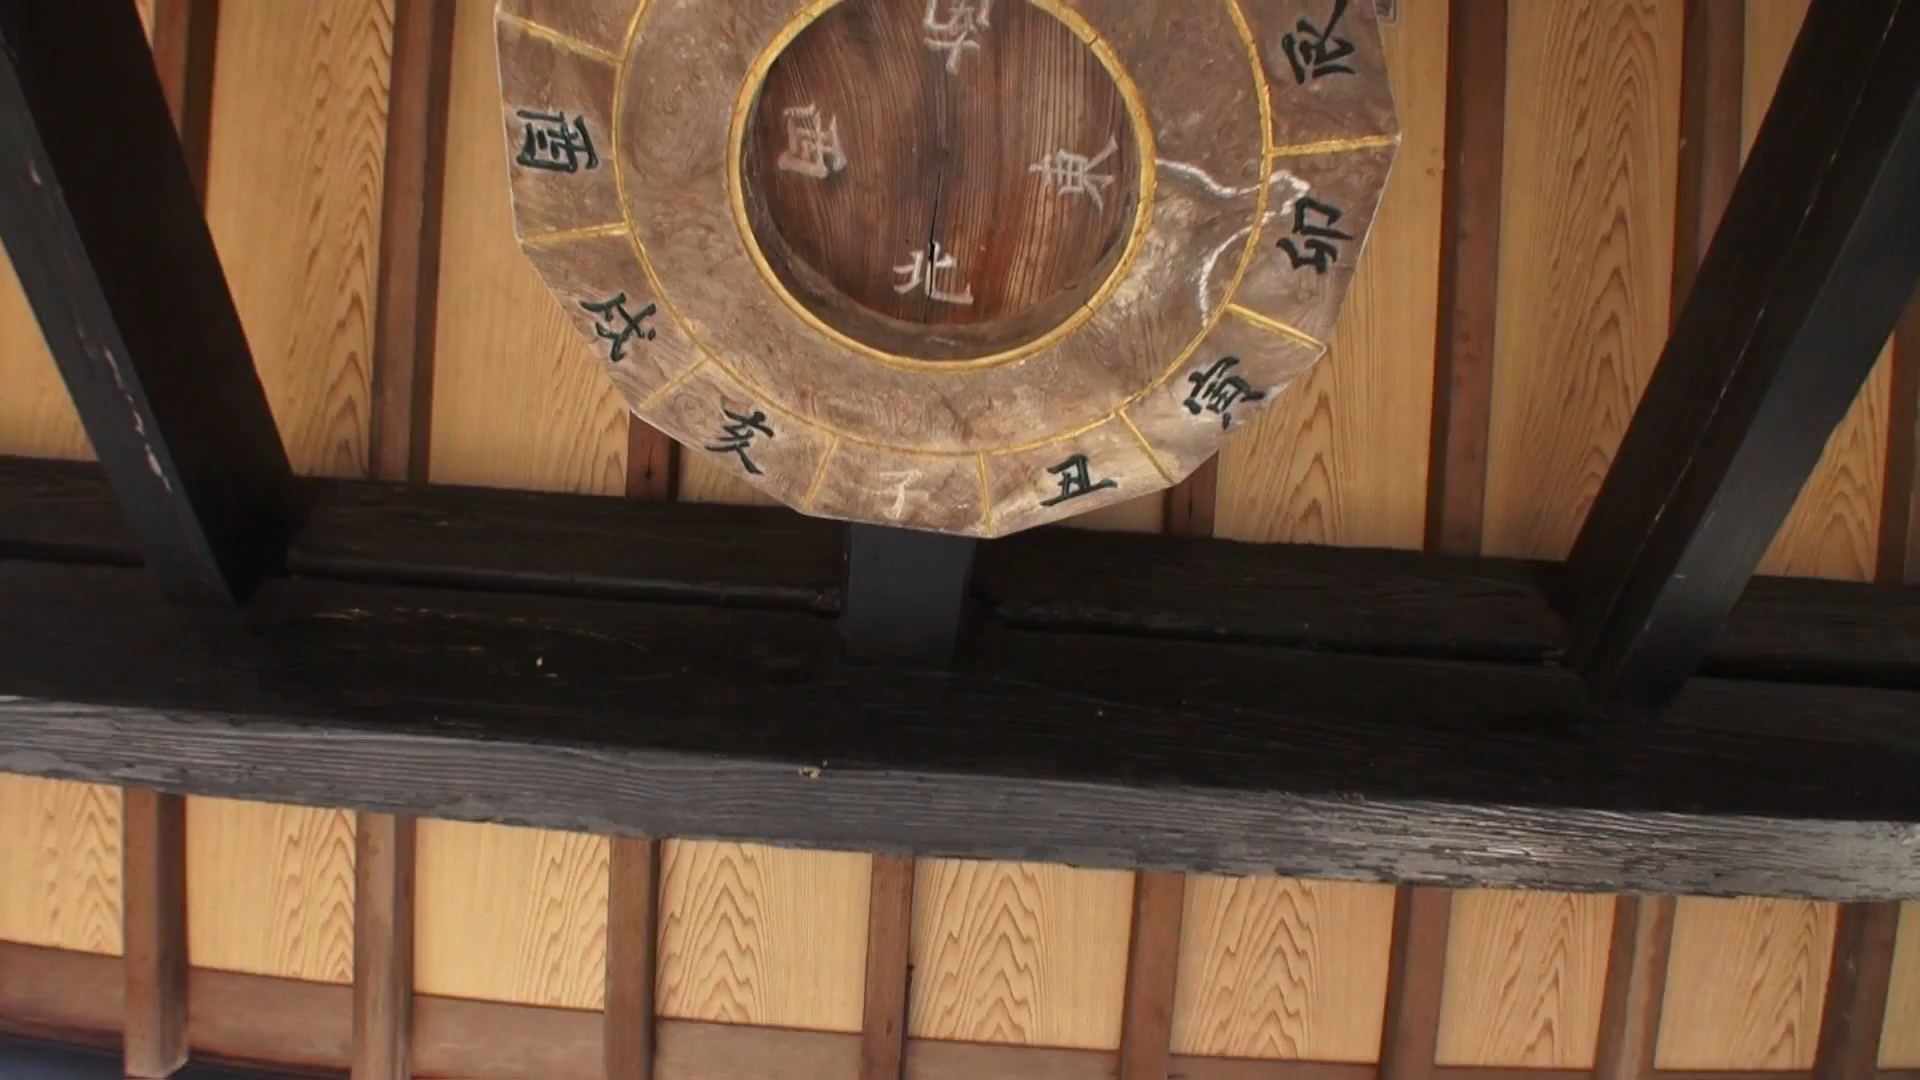 南
西
東
北
酉
戌
亥
子
丑
寅
卯
辰